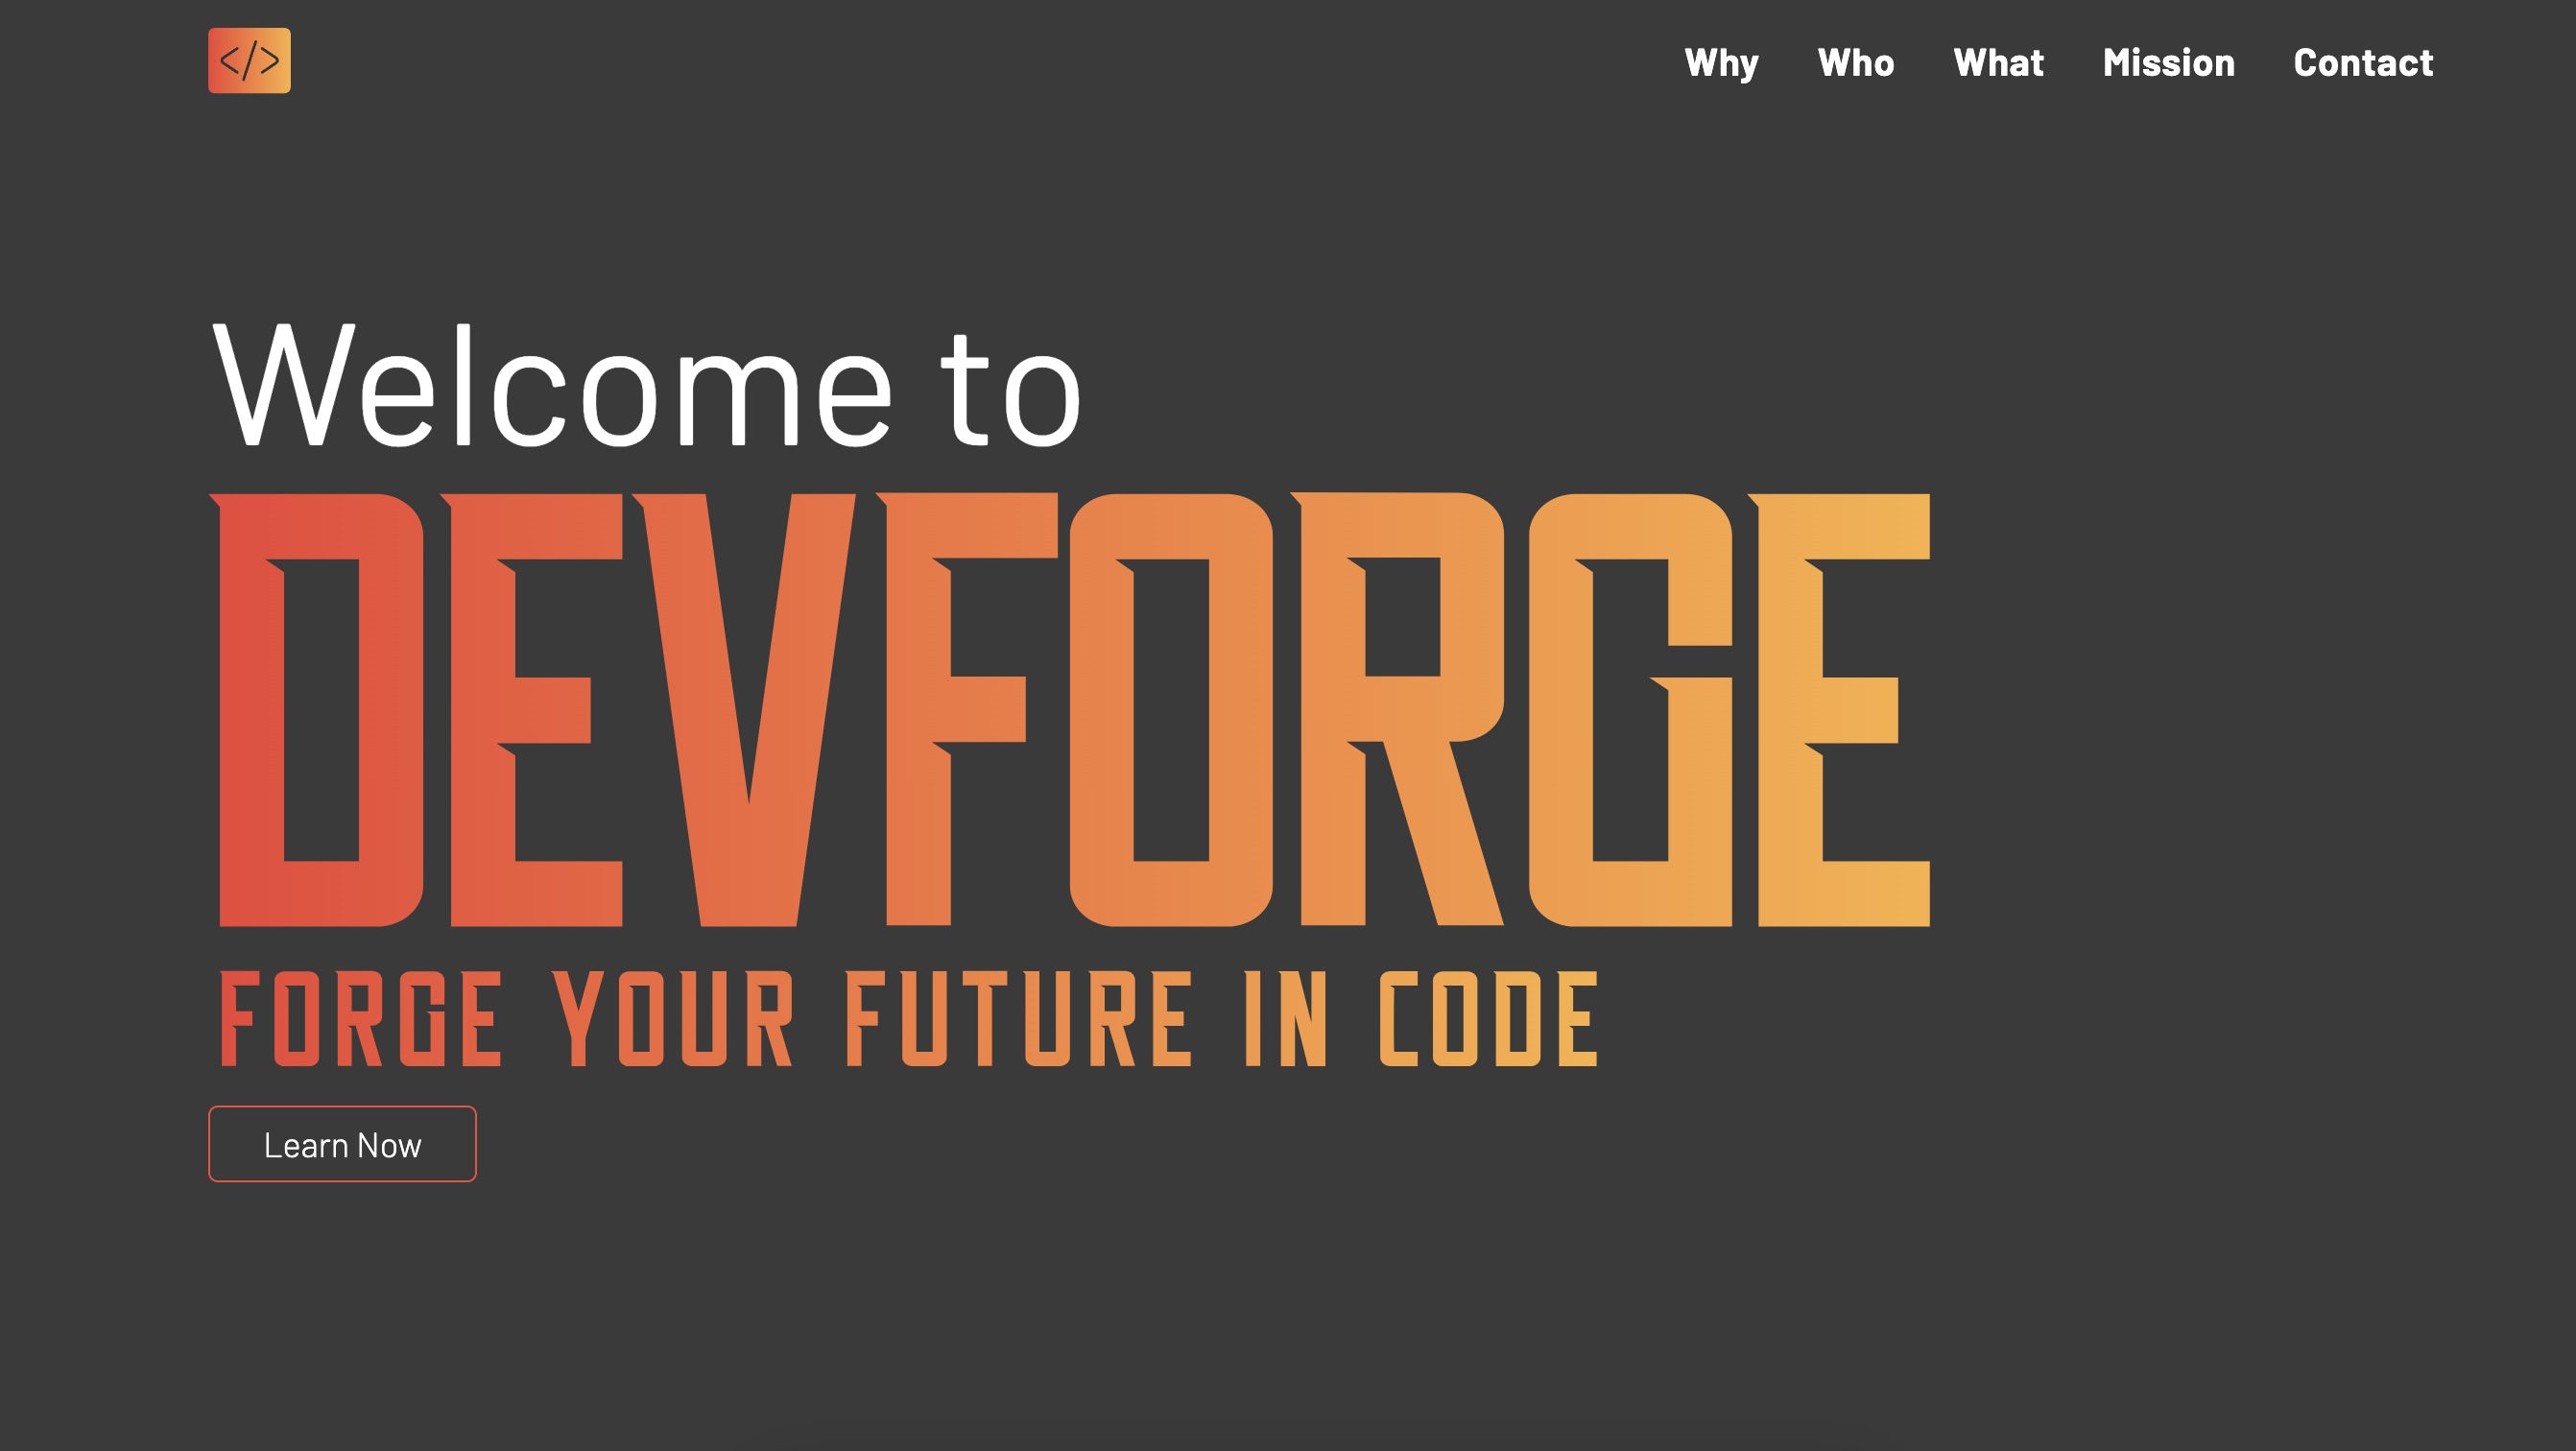 </>
Why Who What Mission Contact
Welcome to
DEVFORGE
FORGE YOUR FUTURE IN CODE
Learn Now